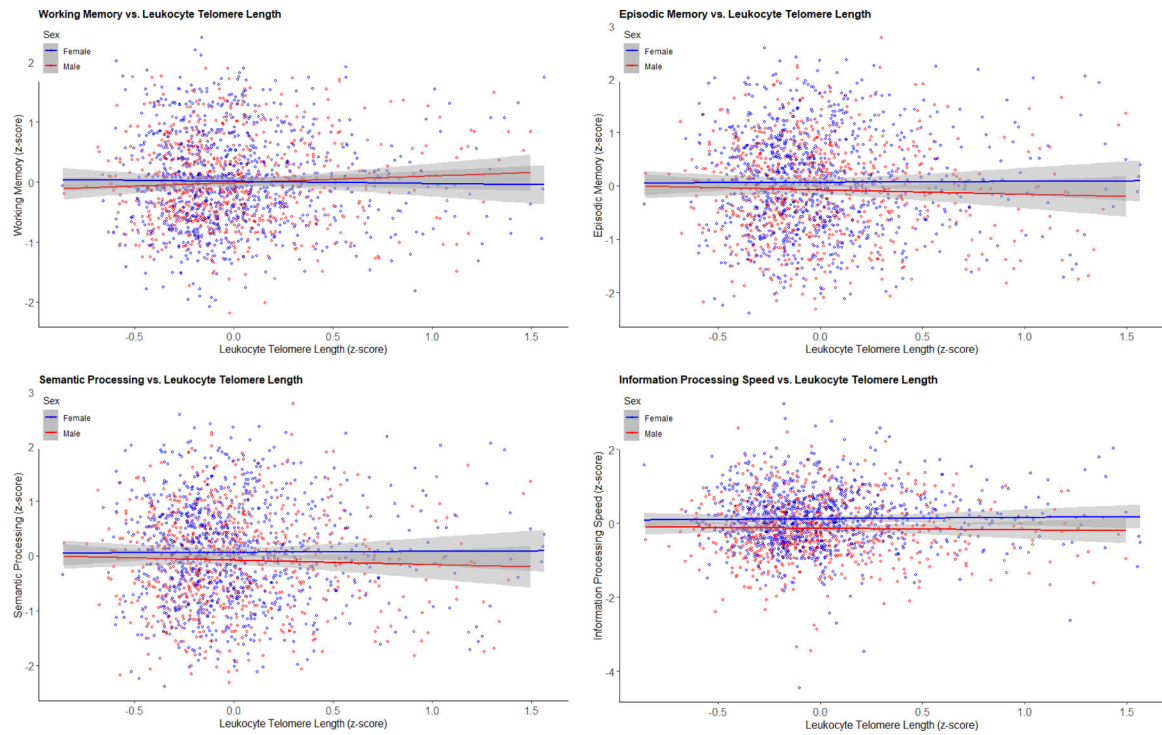 Working Memory vs. Leukocyte Telomere Length
Sex
Female
Male
2
1
0
-1
-2
Working Memory (z-score)
-0.5
0.0
0.5
1.0
1.5
Leukocyte Telomere Length (z-score)
Episodic Memory vs. Leukocyte Telomere Length
3
Sex
Female
Male
2
1
0
-1
-2
Episodic Memory (z-score)
-0.5
0.0
0.5
1.0
1.5
Leukocyte Telomere Length (z-score)
Semantic Processing vs. Leukocyte Telomere Length
3
Sex
Female
Male
2
1
0
-1
-2
Semantic Processing (z-score)
-0.5
0.0
0.5
1.0
1.5
Leukocyte Telomere Length (z-score)
Information Processing Speed vs. Leukocyte Telomere Length
Sex
Female
Male
2
0
-2
-4
Information Processing Speed (z-score)
-0.5
0.0
0.5
1.0
1.5
Leukocyte Telomere Length (z-score)